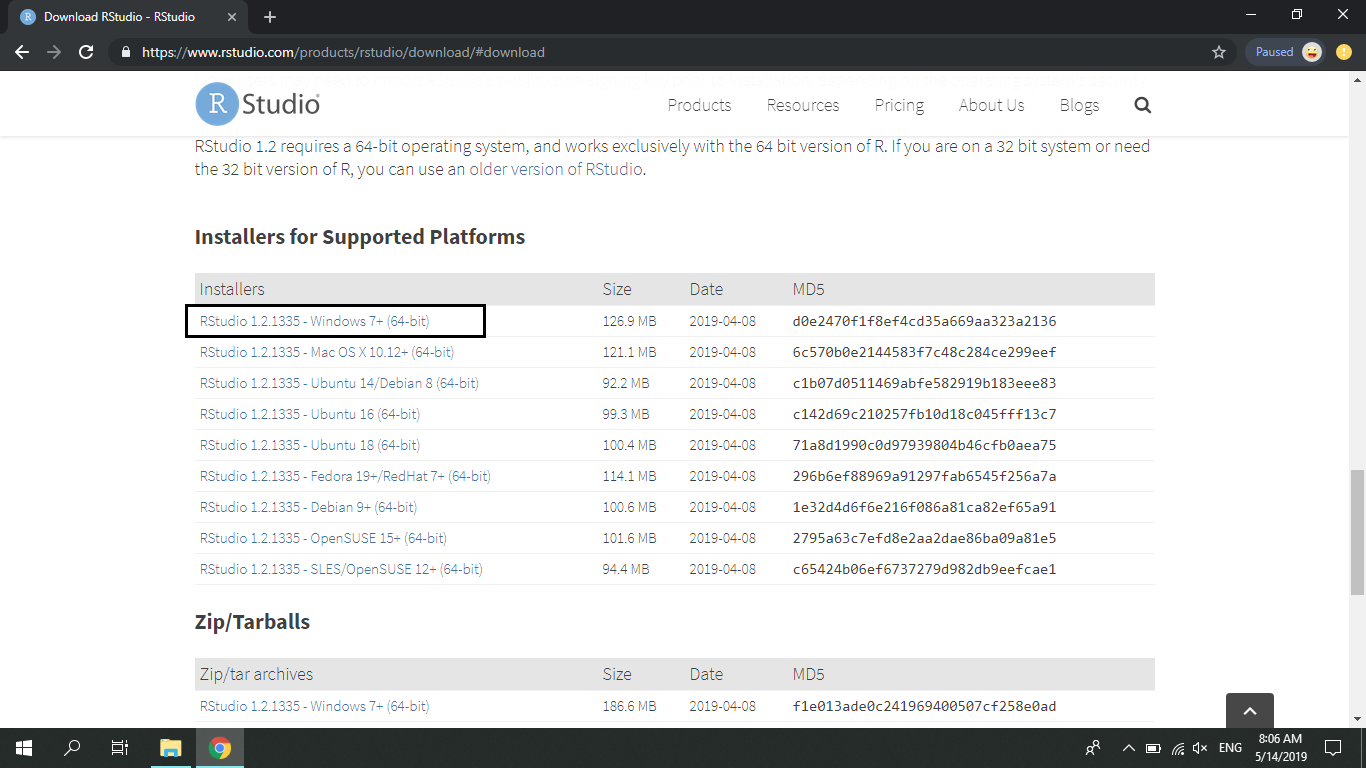 Download RStudio - RStudio
https://www.rstudio.com/products/rstudio/download/#download
Paused
R Studio®
Products Resources Pricing About Us Blogs
RStudio 1.2 requires a 64-bit operating system, and works exclusively with the 64 bit version of R. If you are on a 32 bit system or need
the 32 bit version of R, you can use an older version of RStudio.
Installers for Supported Platforms
Installers Size Date MD5
RStudio 1.2.1335 - Windows 7+ (64-bit) 126.9 MB 2019-04-08 d0e2470f1f8ef4cd35a669aa323a2136
RStudio 1.2.1335 - Mac OS X 10.12+ (64-bit) 121.1 MB 2019-04-08 6c570b0e2144583f7c48c284ce299eef
RStudio 1.2.1335 - Ubuntu 14/Debian 8 (64-bit) 92.2 MB 2019-04-08 c1b07d0511469abfe582919b183eee83
RStudio 1.2.1335 - Ubuntu 16 (64-bit) 99.3 MB 2019-04-08 c142d69c210257fb10d18c045fff13c7
RStudio 1.2.1335 - Ubuntu 18 (64-bit) 100.4 MB 2019-04-08 71a8d1990c0d97939804b46cfb0aea75
RStudio 1.2.1335 - Fedora 19+/RedHat 7+ (64-bit) 114.1 MB 2019-04-08 296b6ef88969a91297fab6545f256a7a
RStudio 1.2.1335 - Debian 9+ (64-bit) 100.6 MB 2019-04-08 1e32d4d6f6e216f086a81ca82ef65a91
RStudio 1.2.1335 - OpenSUSE 15+ (64-bit) 101.6 MB 2019-04-08 2795a63c7efd8e2aa2dae86ba09a81e5
RStudio 1.2.1335 - SLES/OpenSUSE 12+ (64-bit) 94.4 MB 2019-04-08 c65424b06ef6737279d982db9eefcae1
Zip/Tarballs
Zip/tar archives Size Date MD5
RStudio 1.2.1335 - Windows 7+ (64-bit) 186.6 MB 2019-04-08 f1e013ade0c241969400507cf258e0ad
ENG
8:06 AM
5/14/2019